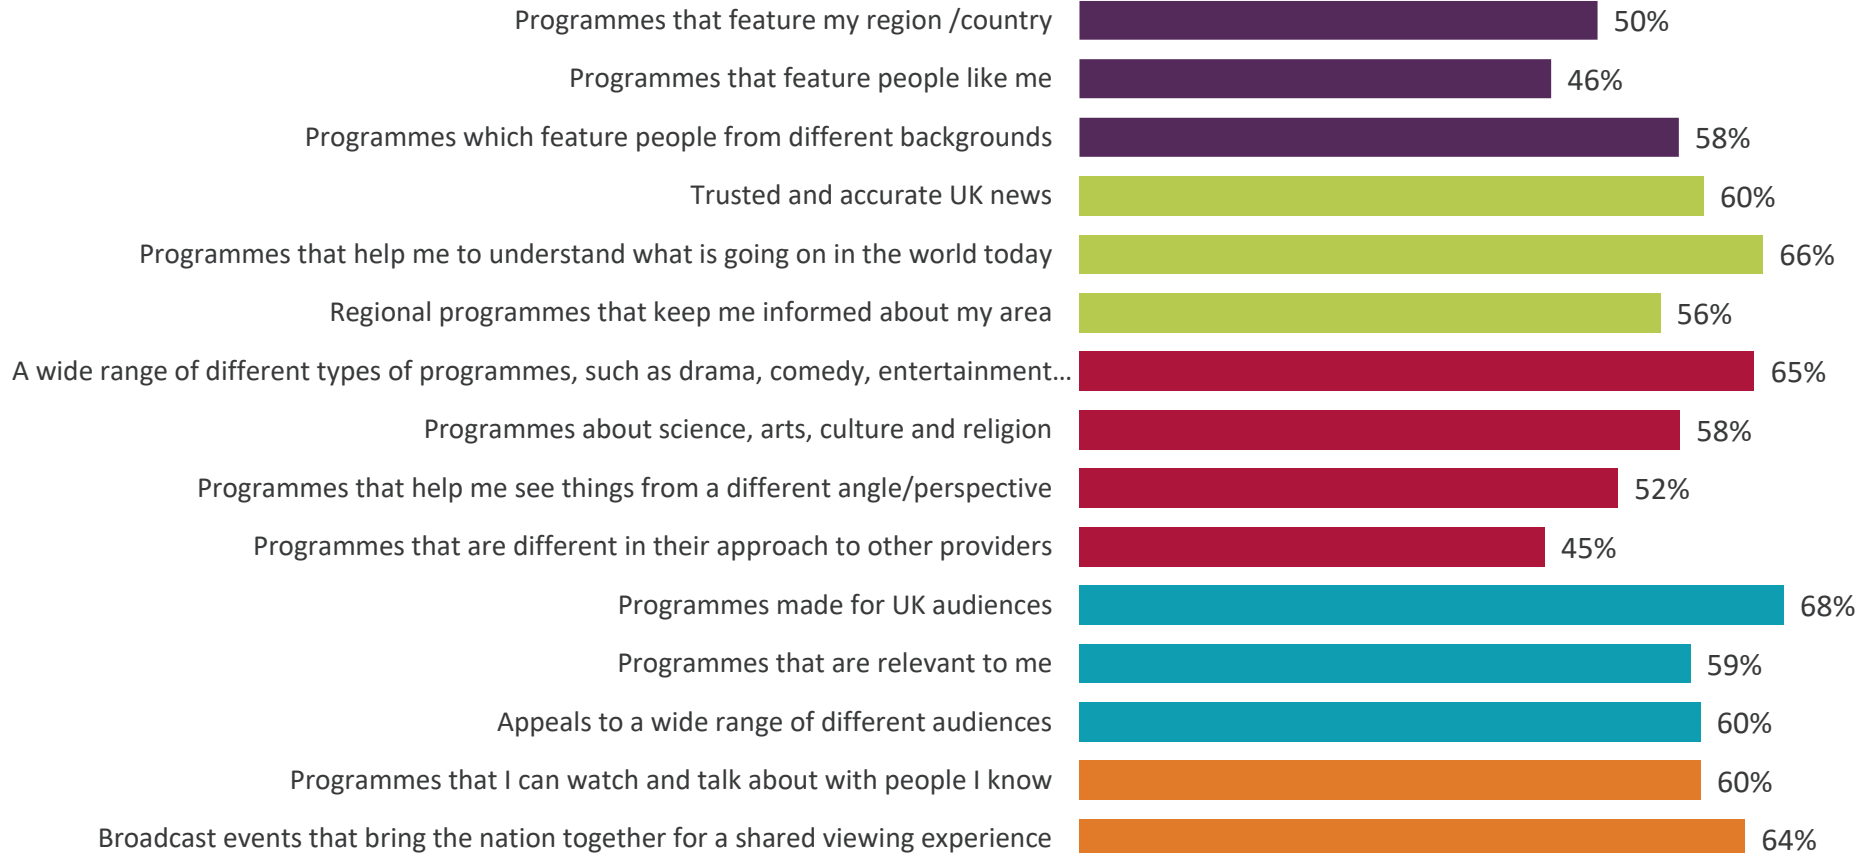 Programmes that feature my region /country 50%
Programmes that feature people like me 46%
Programmes which feature people from different backgrounds 58%
Trusted and accurate UK news 60%
Programmes that help me to understand what is going on in the world today 66%
Regional programmes that keep me informed about my area 56%
A wide range of different types of programmes, such as drama, comedy, entertainment... 65%
Programmes about science, arts, culture and religion 58%
Programmes that help me see things from a different angle/perspective 52%
Programmes that are different in their approach to other providers 45%
Programmes made for UK audiences 68%
Programmes that are relevant to me 59%
Appeals to a wide range of different audiences 60%
Programmes that I can watch and talk about with people I know 60%
Broadcast events that bring the nation together for a shared viewing experience 64%